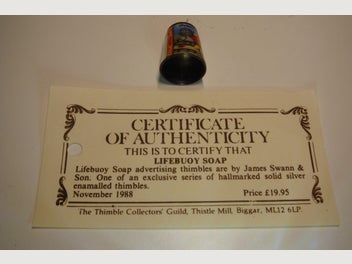 CERTIFICATE
OF AUTHENTICITY
THIS IS TO CERTIFY THAT
LIFEBUOY SOAP
Lifebuoy Soap advertising thimbles are by James Swann &
Son. One of an exclusive series of hallmarked solid silver
enamelled thimbles.
November 1988 Price £19.95
The Thimble Collectors' Guild, Thistle Mill, Biggar, ML12 6LP.